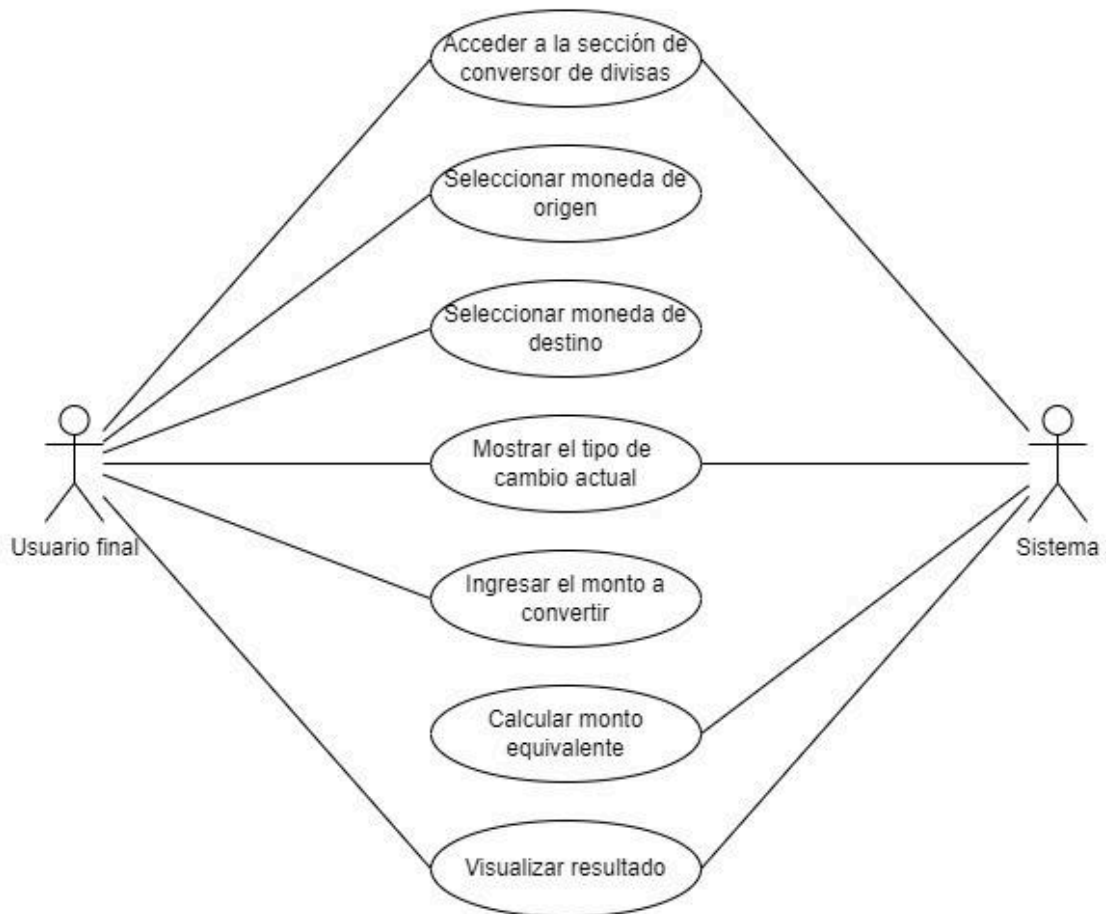 Acceder a la sección de
conversor de divisas
Seleccionar moneda de
origen
Seleccionar moneda de
destino
Mostrar el tipo de
cambio actual
Usuario final
Sistema
Ingresar el monto a
convertir
Calcular monto
equivalente
Visualizar resultado